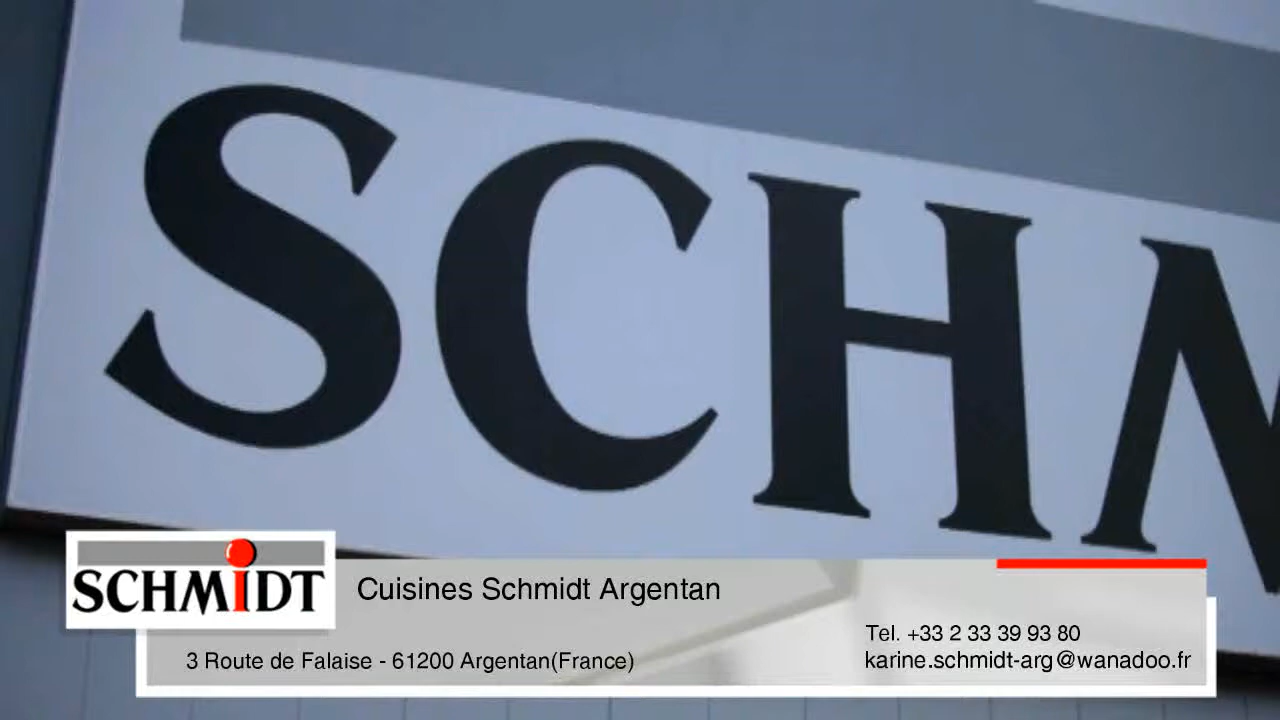 SCHM
SCHMiDT
Cuisines Schmidt Argentan
Tel. +33 2 33 39 93 80
3 Route de Falaise - 61200 Argentan(France)
karine.schmidt-arg@wanadoo.fr